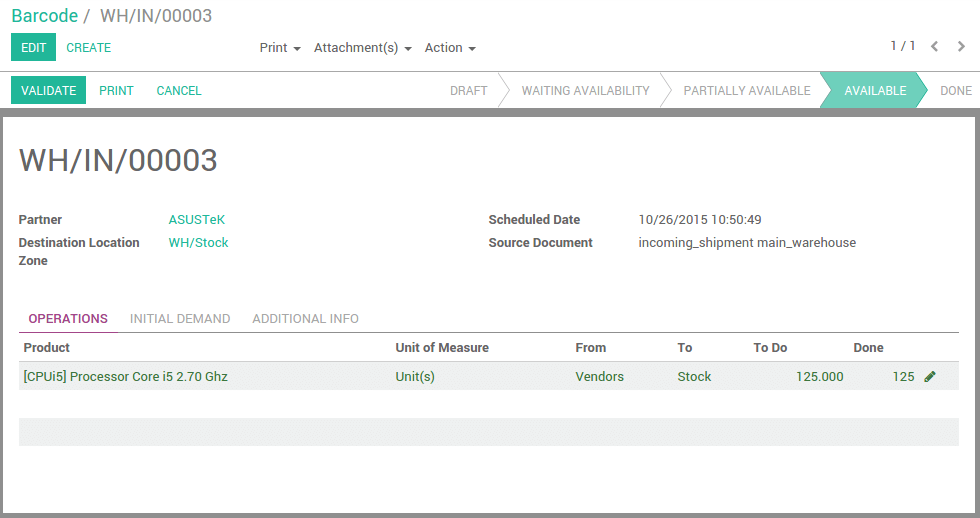 Barcode / WH/IN/00003
EDIT CREATE Print Attachment(s) Action 1 / 1
VALIDATE PRINT CANCEL DRAFT WAITING AVAILABILITY PARTIALLY AVAILABLE AVAILABLE DONE
WH/IN/00003
Partner ASUSTeK Scheduled Date 10/26/2015 10:50:49
Destination Location WH/Stock Source Document incoming_shipment main_warehouse
Zone
OPERATIONS INITIAL DEMAND ADDITIONAL INFO
Product Unit of Measure From To To Do Done
[CPUi5] Processor Core i5 2.70 Ghz Unit(s) Vendors Stock 125.000 125